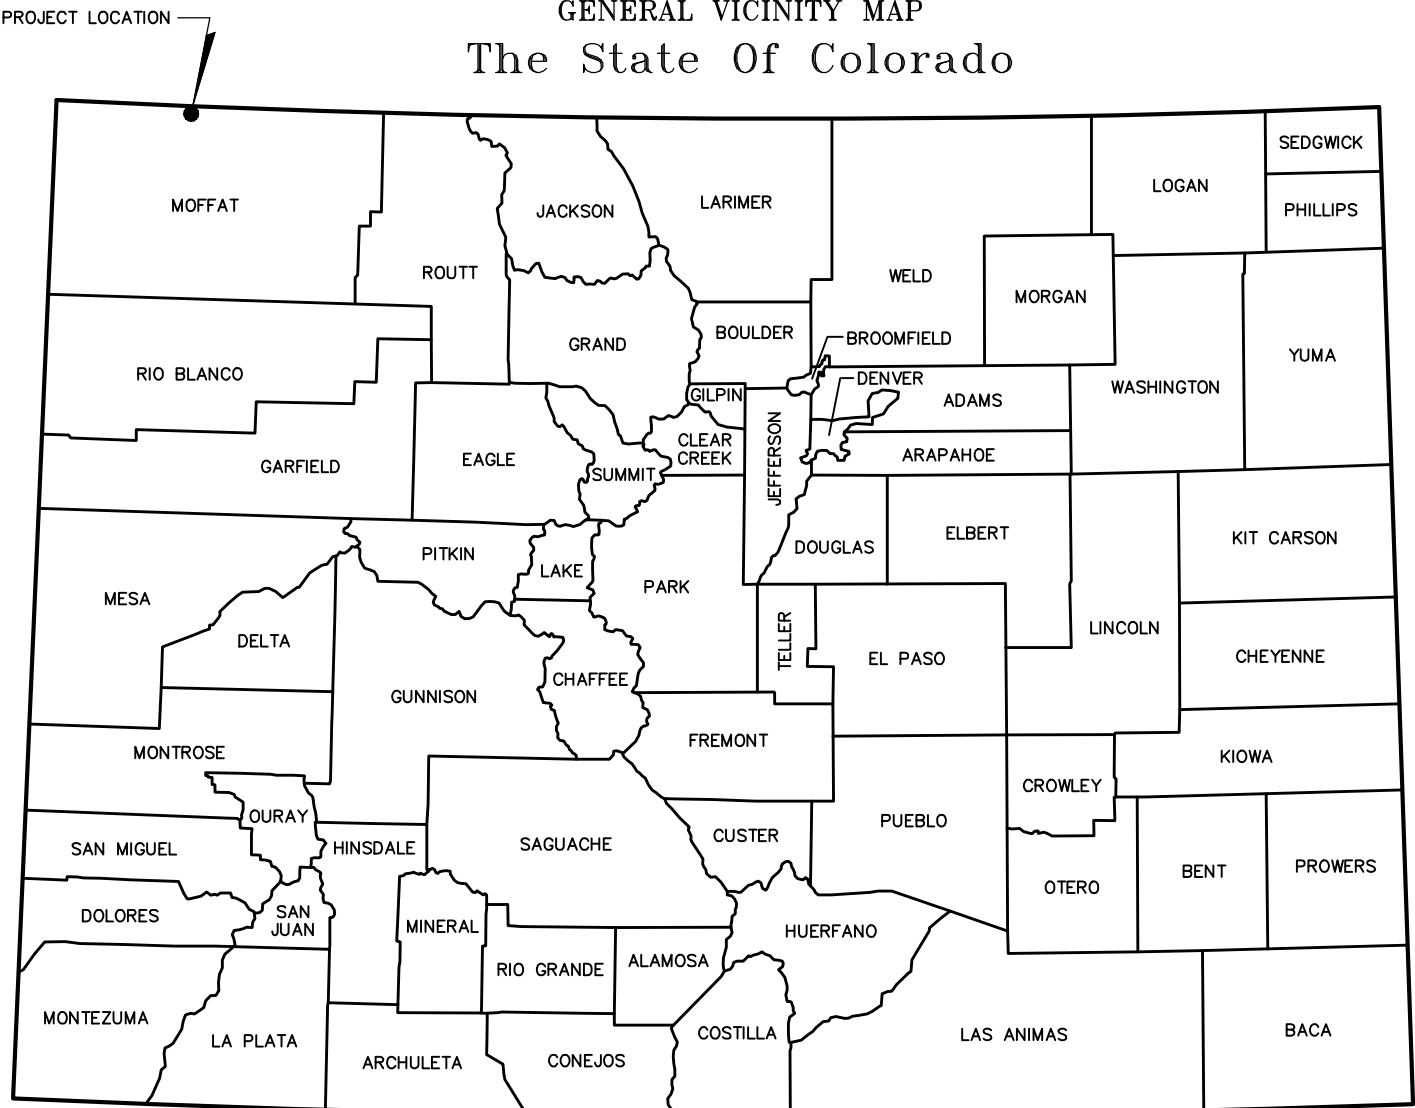 GENERAL VICINITY MAP
PROJECT LOCATION
The State Of Colorado
SEDGWICK
LOGAN
MOFFAT
LARIMER
JACKSON
PHILLIPS
ROUTT
WELD
MORGAN
BOULDER
BROOMFIELD
GRAND
YUMA
RIO BLANCO
DENVER
WASHINGTON
GILPIN
ADAMS
CLEAR
CREEK
JEFFERSON
ARAPAHOE
EAGLE
GARFIELD
SUMMIT
ELBERT
KIT CARSON
DOUGLAS
PITKIN
LAKE
PARK
MESA
LINCOLN
DELTA
TELLER
CHEYENNE
EL PASO
CHAFFEE
GUNNISON
FREMONT
MONTROSE
KIOWA
CROWLEY
OURAY
PUEBLO
CUSTER
SAGUACHE
HINSDALE
SAN MIGUEL
PROWERS
BENT
OTERO
DOLORES
SAN
JUAN
MINERAL
HUERFANO
ALAMOSA
RIO GRANDE
MONTEZUMA
BACA
COSTILLA
LAS ANIMAS
LA PLATA
CONEJOS
ARCHULETA